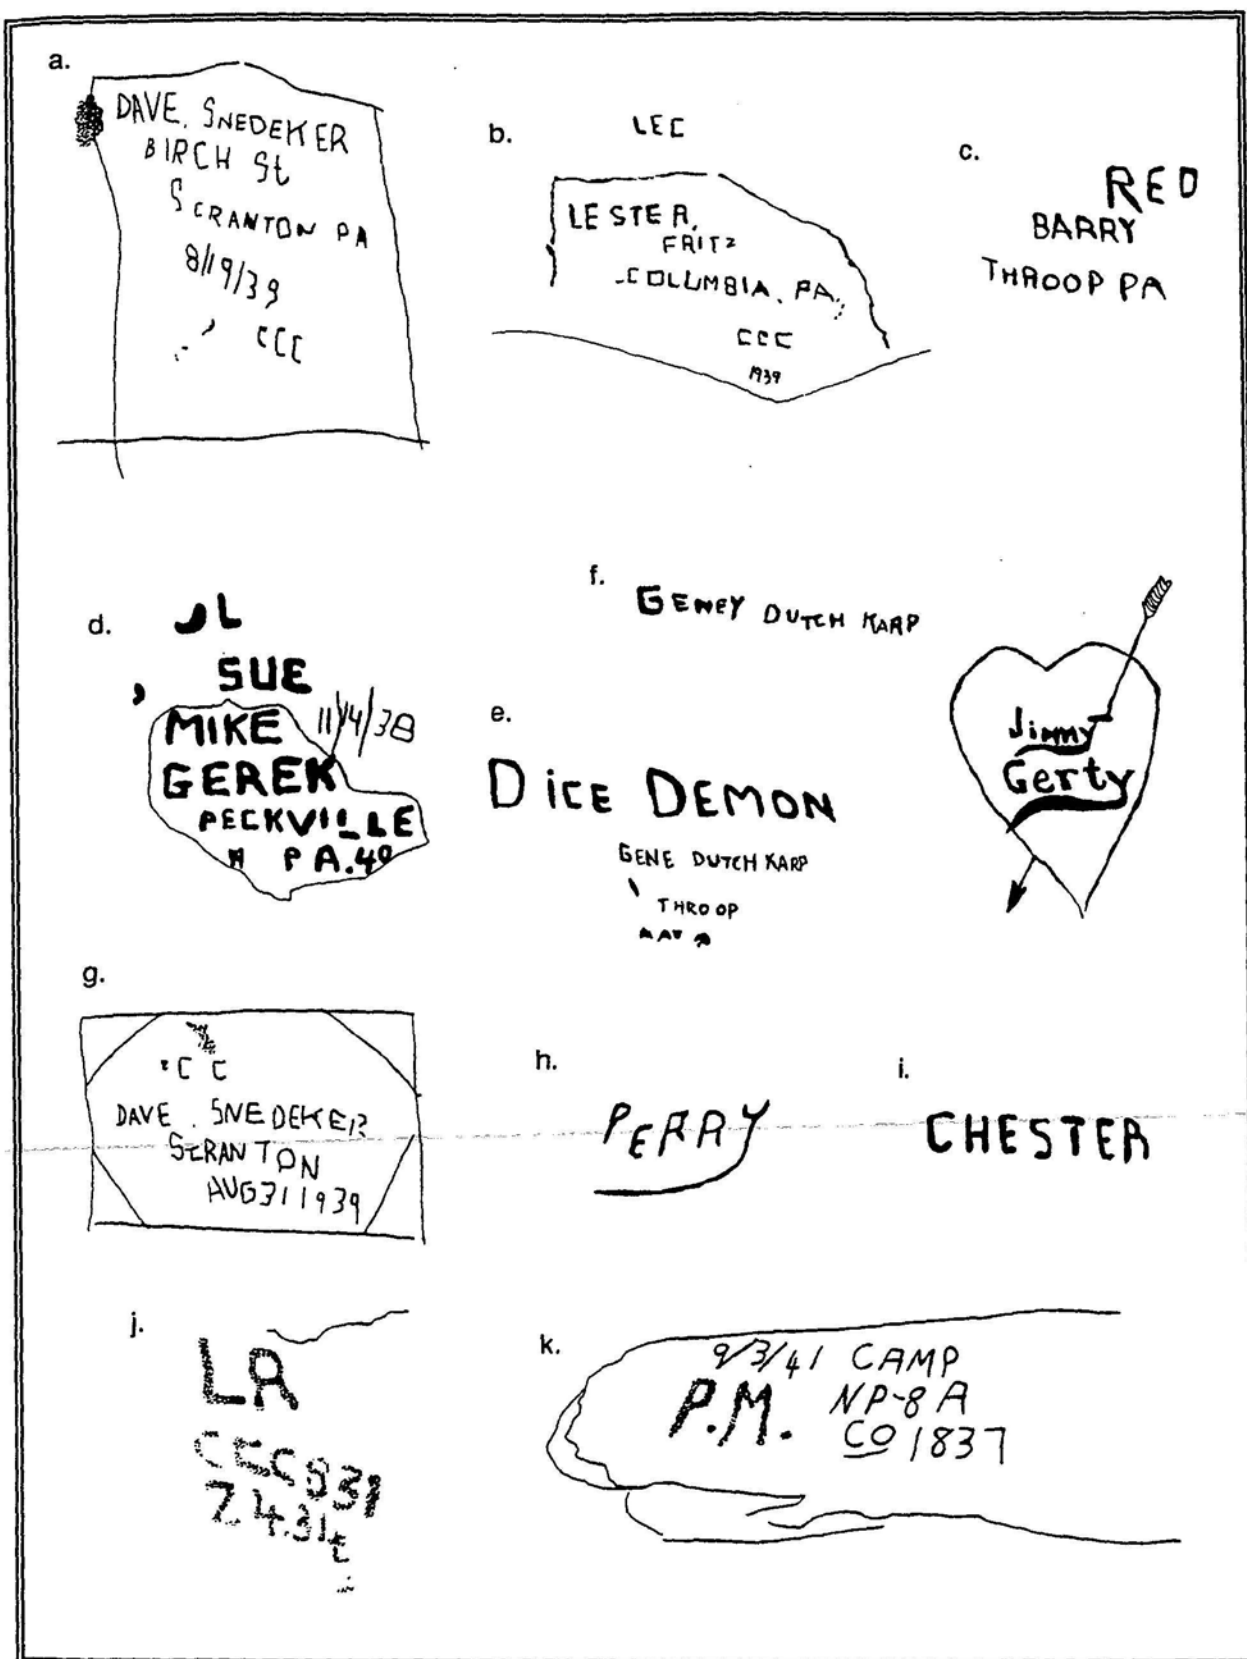 a.
DAVE. SNEDEKER
BIRCH St
SCRANTON PA
8/19/39
CCC
b.
LEC
LESTER,
FRITZ
COLUMBIA, PA,
CCC
1939
c.
RED
BARRY
THROOP PA
d.
JL
SUE
MIKE 11/14/38
GEREK
PECKVILLE
PA.40
e.
DiCE DEMON
GENE DUTCH KARP
THROOP
f.
GENEY DUTCH KARP
Jimmy
Gerty
g.
C C
DAVE. SNEDEKER
SCRANTON
AUG 31 1939
h.
PERRY
i.
CHESTER
j.
LR
CCC 831
k.
9/3/41 CAMP
P.M. NP-8 A
CO 1837